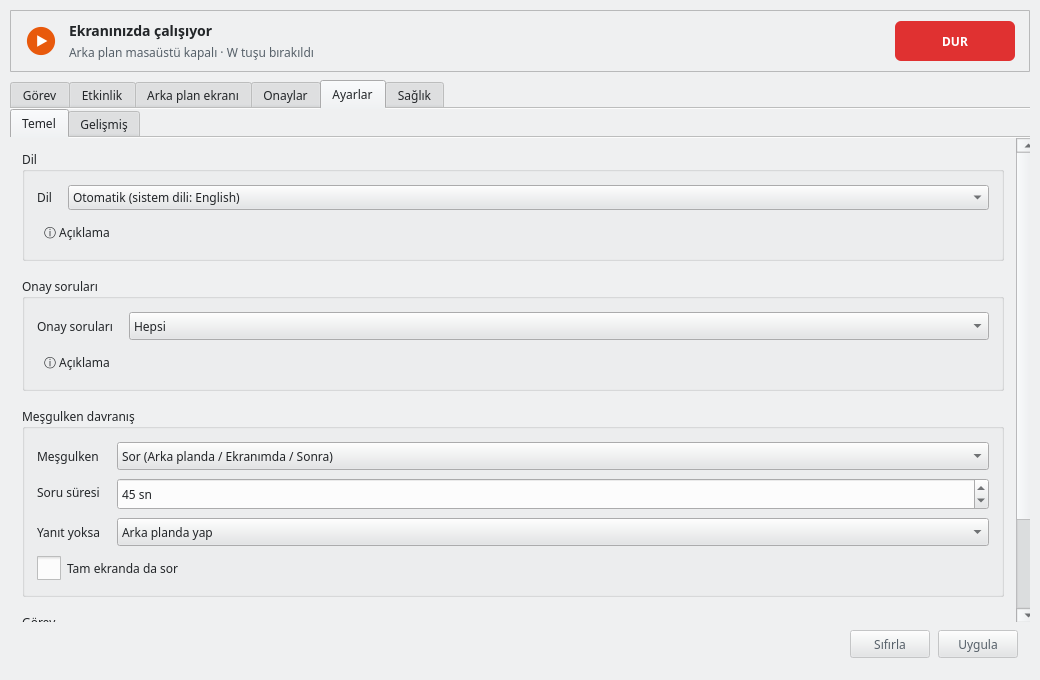 Ekranınızda çalışıyor
Arka plan masaüstü kapalı · W tuşu bırakıldı
DUR
Görev
Etkinlik
Arka plan ekranı
Onaylar
Ayarlar
Sağlık
Temel
Gelişmiş
Dil
Dil
Otomatik (sistem dili: English)
ⓘ Açıklama
Onay soruları
Onay soruları
Hepsi
ⓘ Açıklama
Meşgulken davranış
Meşgulken
Sor (Arka planda / Ekranımda / Sonra)
Soru süresi
45 sn
Yanıt yoksa
Arka planda yap
Tam ekranda da sor
Görev
Sıfırla
Uygula